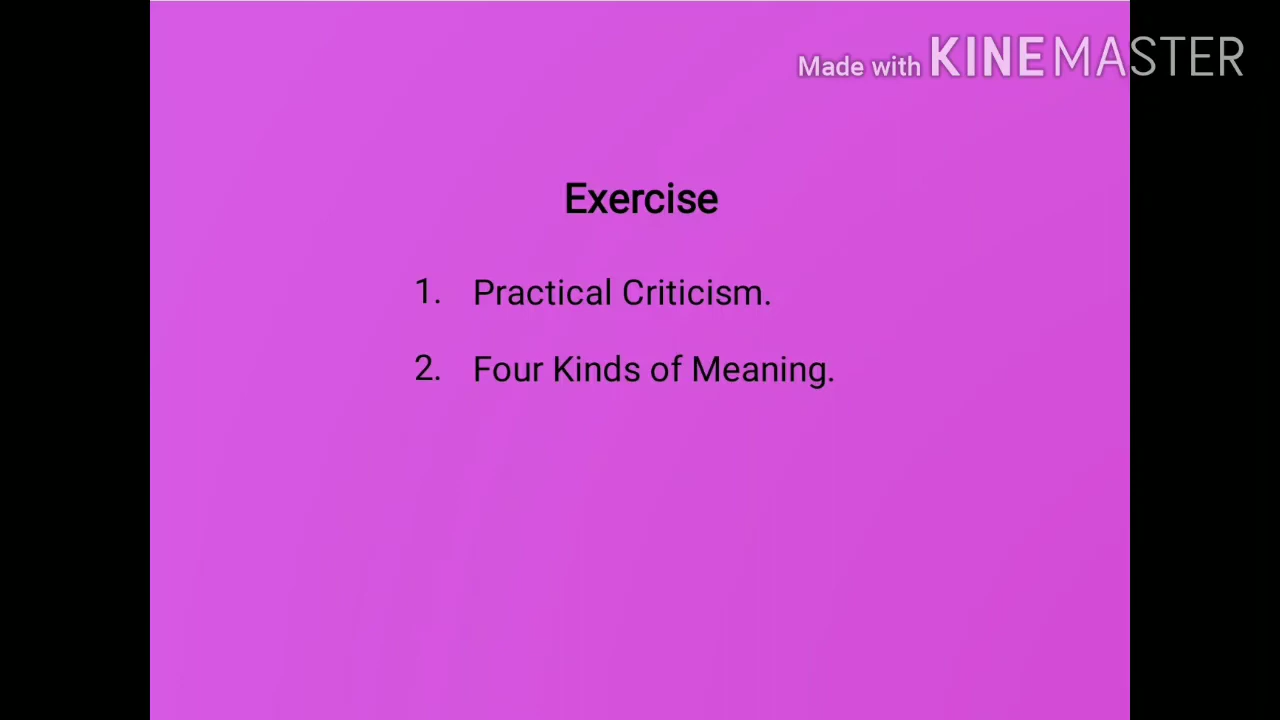 Made with KINEMASTER
Exercise
1. Practical Criticism.
2. Four Kinds of Meaning.